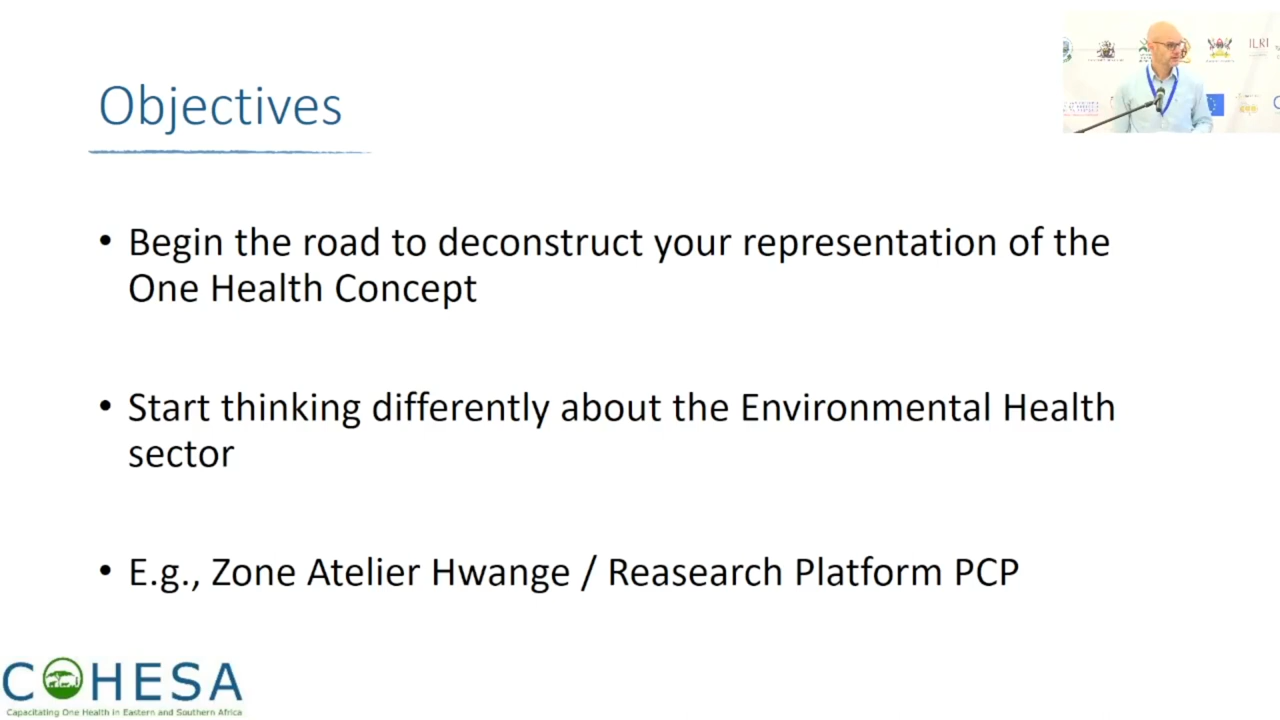 Objectives
• Begin the road to deconstruct your representation of the
One Health Concept
• Start thinking differently about the Environmental Health
sector
• E.g., Zone Atelier Hwange / Reasearch Platform PCP
COHESA
Capacitating One Health in Eastern and Southern Africa
ILRI